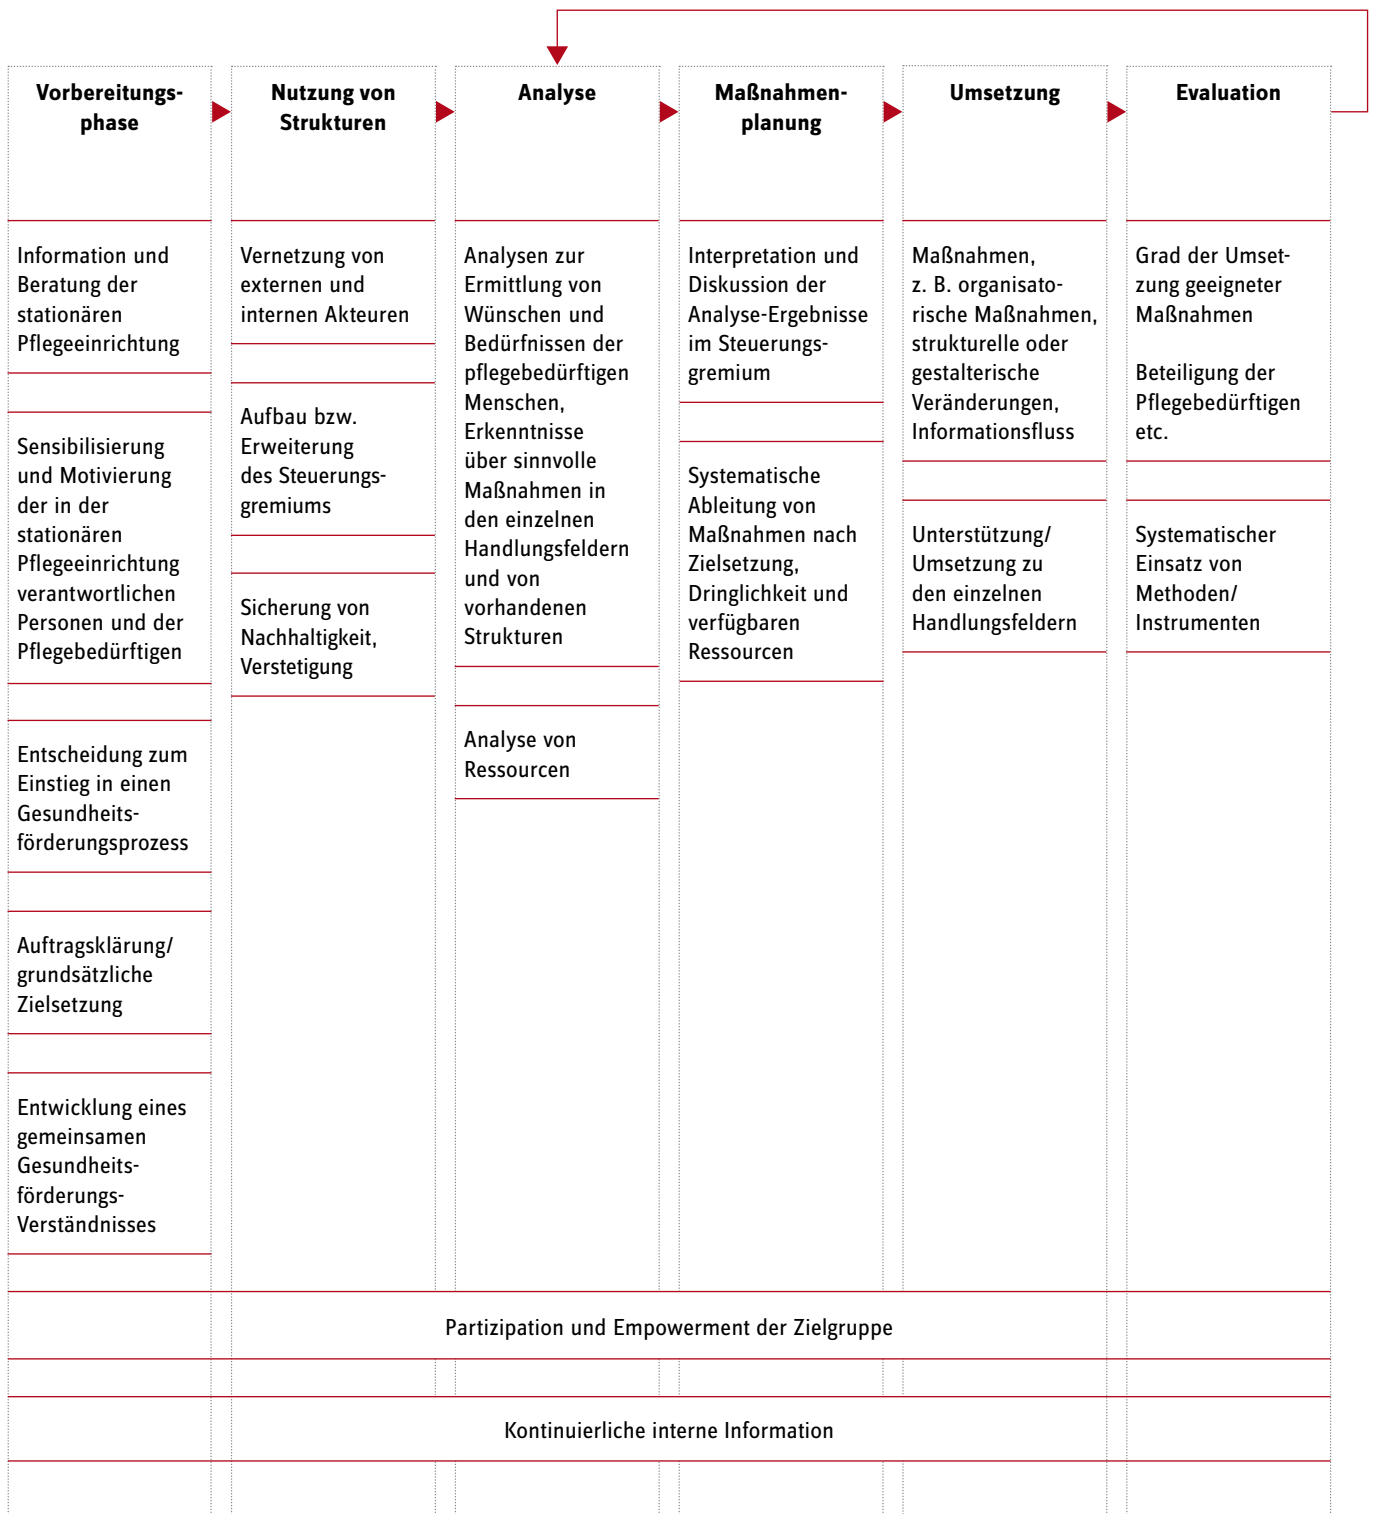 Vorbereitungs-
phase
Information und
Beratung der
stationären
Pflegeeinrichtung
Sensibilisierung
und Motivierung
der in der
stationären
Pflegeeinrichtung
verantwortlichen
Personen und der
Pflegebedürftigen
Entscheidung zum
Einstieg in einen
Gesundheits-
förderungsprozess
Auftragsklärung/
grundsätzliche
Zielsetzung
Entwicklung eines
gemeinsamen
Gesundheits-
förderungs-
Verständnisses
Nutzung von
Strukturen
Vernetzung von
externen und
internen Akteuren
Aufbau bzw.
Erweiterung
des Steuerungs-
gremiums
Sicherung von
Nachhaltigkeit,
Verstetigung
Analyse
Analysen zur
Ermittlung von
Wünschen und
Bedürfnissen der
pflegebedürftigen
Menschen,
Erkenntnisse
über sinnvolle
Maßnahmen in
den einzelnen
Handlungsfeldern
und von
vorhandenen
Strukturen
Analyse von
Ressourcen
Maßnahmen-
planung
Interpretation und
Diskussion der
Analyse-Ergebnisse
im Steuerungs-
gremium
Systematische
Ableitung von
Maßnahmen nach
Zielsetzung,
Dringlichkeit und
verfügbaren
Ressourcen
Umsetzung
Maßnahmen,
z. B. organisato-
rische Maßnahmen,
strukturelle oder
gestalterische
Veränderungen,
Informationsfluss
Unterstützung/
Umsetzung zu
den einzelnen
Handlungsfeldern
Evaluation
Grad der Umset-
zung geeigneter
Maßnahmen
Beteiligung der
Pflegebedürftigen
etc.
Systematischer
Einsatz von
Methoden/
Instrumenten
Partizipation und Empowerment der Zielgruppe
Kontinuierliche interne Information